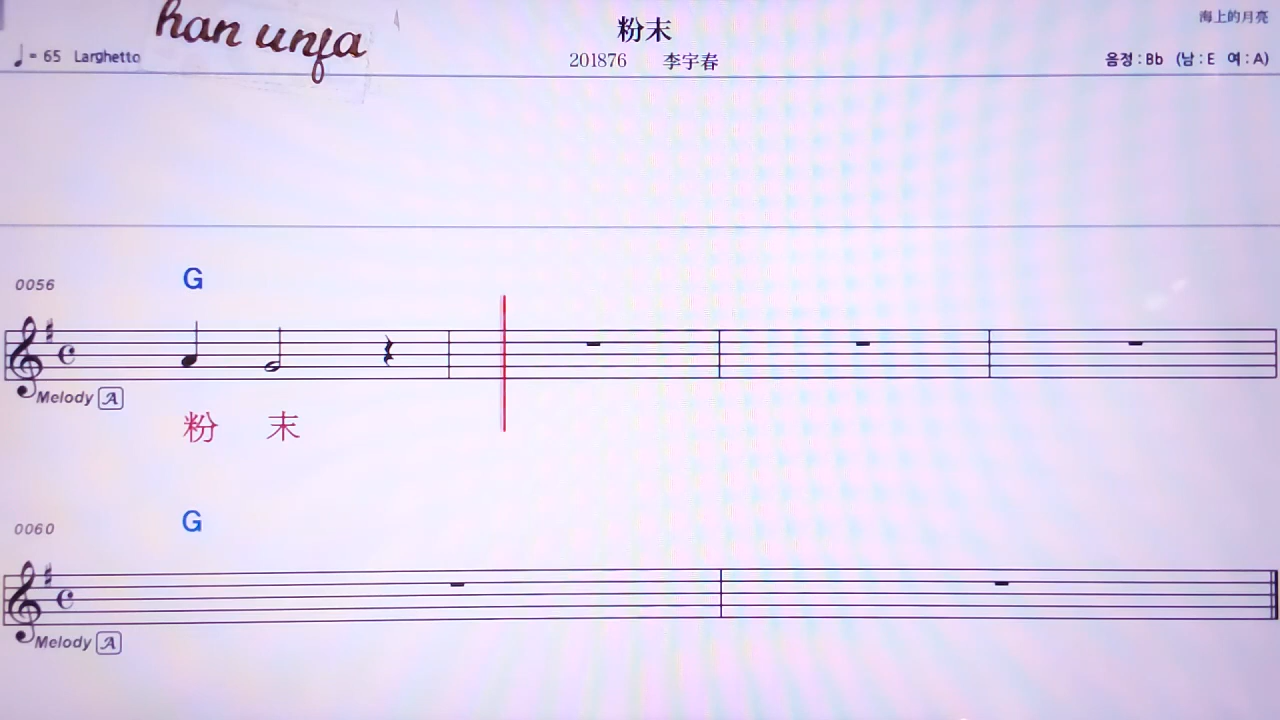 han unfa
粉末
海上的月亮
♩= 65 Larghetto
201876 李宇春
음정 : Bb (남 : E 여 : A)
0056
G
Melody A
粉 末
0060
G
Melody A